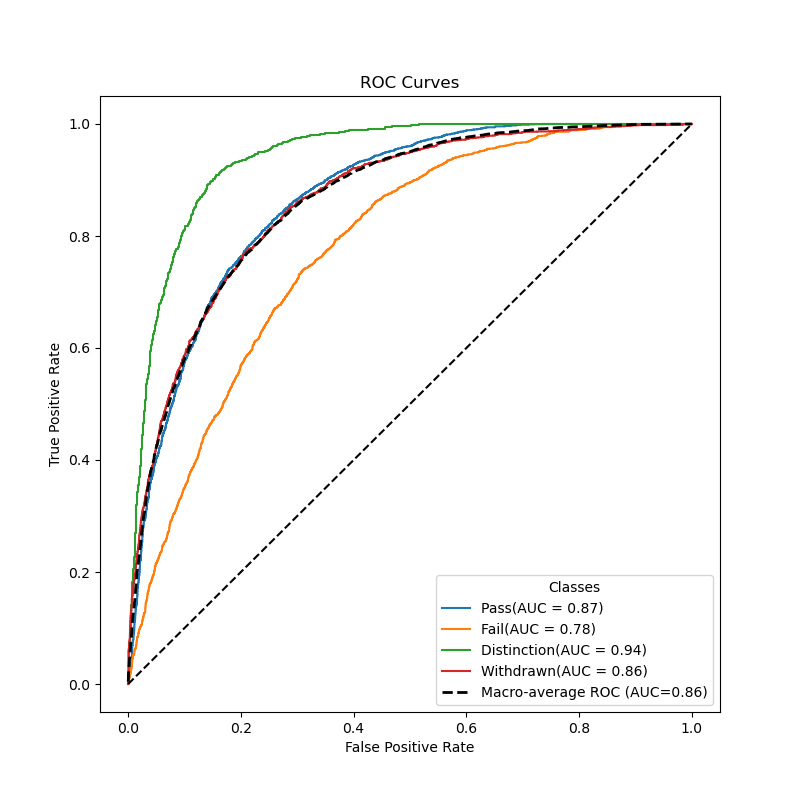 ROC Curves
1.0
0.8
0.6
0.4
0.2
0.0
True Positive Rate
0.0 0.2 0.4 0.6 0.8 1.0
False Positive Rate
Classes
Pass(AUC = 0.87)
Fail(AUC = 0.78)
Distinction(AUC = 0.94)
Withdrawn(AUC = 0.86)
Macro-average ROC (AUC=0.86)